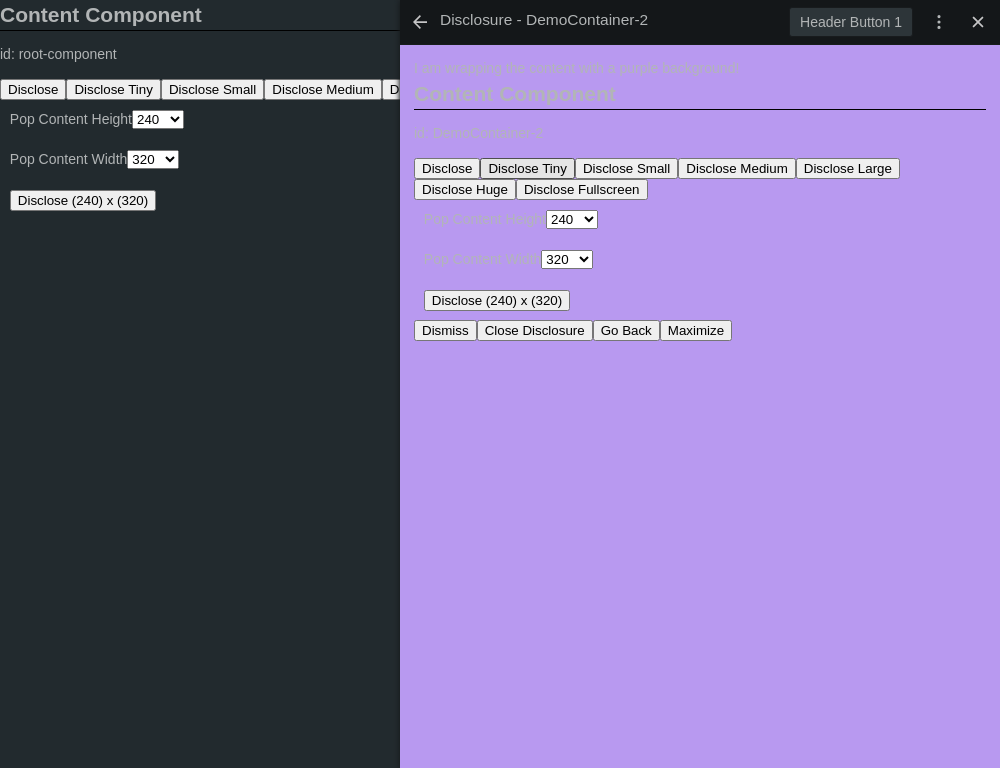 Content Component
id: root-component
Disclose Disclose Tiny Disclose Small Disclose Medium D
Pop Content Height 240
Pop Content Width 320
Disclose (240) x (320)
Disclosure - DemoContainer-2 Header Button 1
I am wrapping the content with a purple background!
Content Component
id: DemoContainer-2
Disclose Disclose Tiny Disclose Small Disclose Medium Disclose Large
Disclose Huge Disclose Fullscreen
Pop Content Height 240
Pop Content Width 320
Disclose (240) x (320)
Dismiss Close Disclosure Go Back Maximize